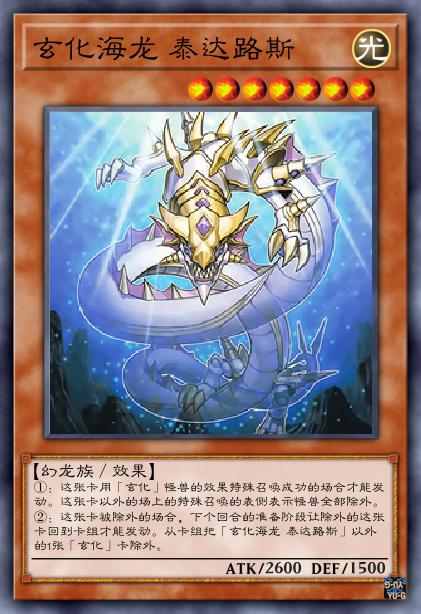 玄化海龙 泰达路斯
光
【幻龙族／效果】
①：这张卡用「玄化」怪兽的效果特殊召唤成功的场合才能发
动。这张卡以外的场上的特殊召唤的表侧表示怪兽全部除外。
②：这张卡被除外的场合，下个回合的准备阶段让除外的这张
卡回到卡组才能发动。从卡组把「玄化海龙 泰达路斯」以外
的1张「玄化」卡除外。
ATK/2600 DEF/1500